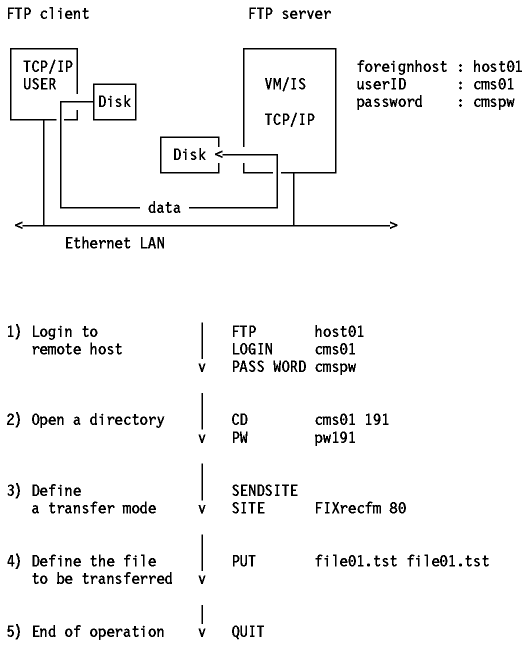 FTP client
FTP server
TCP/IP
USER
Disk
VM/IS
TCP/IP
Disk
foreignhost : host01
userID : cms01
password : cmspw
data
Ethernet LAN
1) Login to
remote host
FTP host01
LOGIN cms01
PASS WORD cmspw
2) Open a directory
CD cms01 191
PW pw191
3) Define
a transfer mode
SENDSITE
SITE FIXrecfm 80
4) Define the file
to be transferred
PUT file01.tst file01.tst
5) End of operation
QUIT